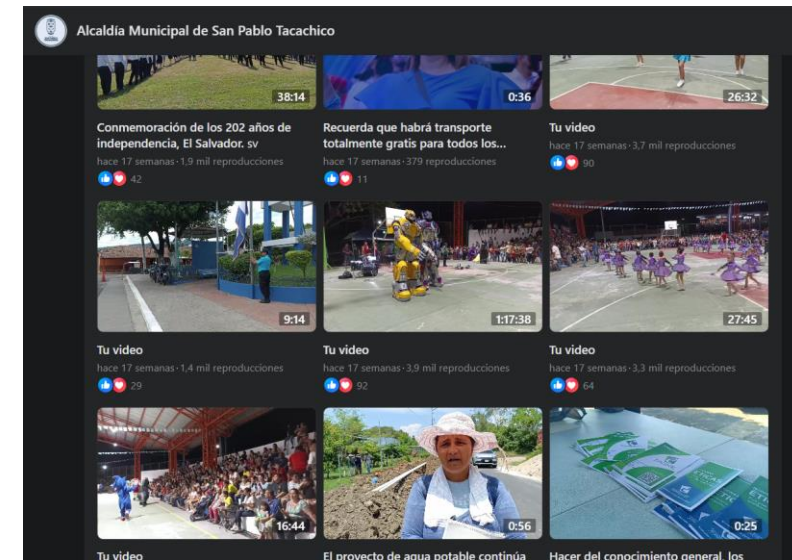 Alcaldía Municipal de San Pablo Tacachico
38:14
0:36
26:32
Conmemoración de los 202 años de
independencia, El Salvador. sv
hace 17 semanas · 1,9 mil reproducciones
42
Recuerda que habrá transporte
totalmente gratis para todos los...
hace 17 semanas · 379 reproducciones
11
Tu video
hace 17 semanas · 3,7 mil reproducciones
90
9:14
1:17:38
27:45
Tu video
hace 17 semanas · 1,4 mil reproducciones
29
Tu video
hace 17 semanas · 3,9 mil reproducciones
92
Tu video
hace 17 semanas · 3,3 mil reproducciones
64
16:44
0:56
0:25
Tu video
El proyecto de agua potable continúa
Hacer del conocimiento general, los